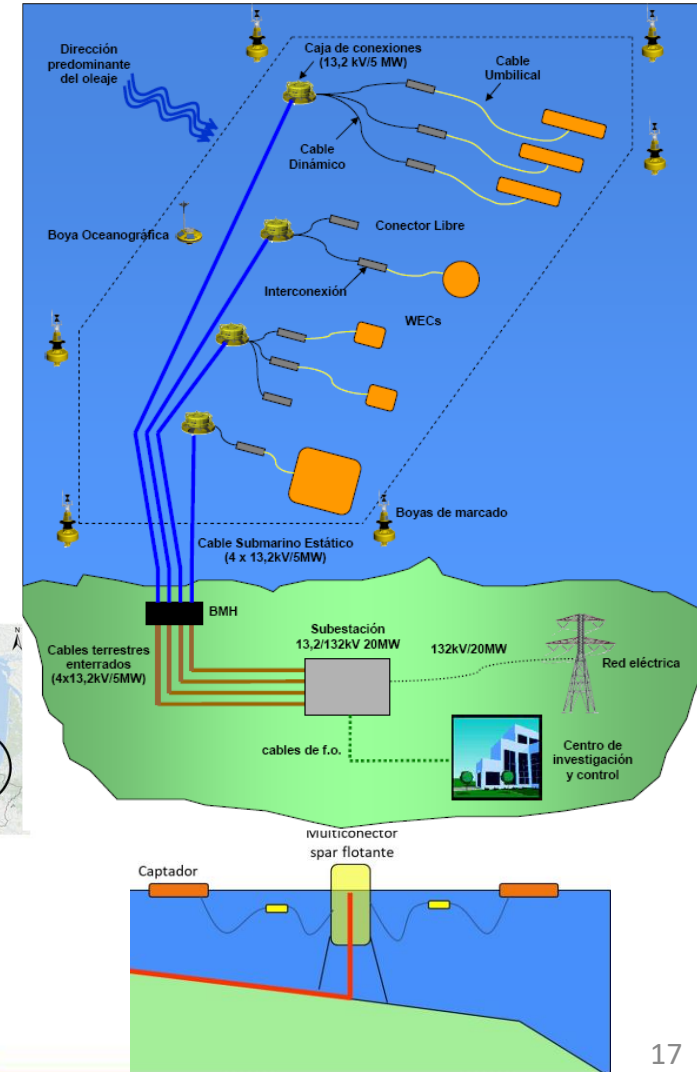 Dirección
predominante
del oleaje
Caja de conexiones
(13,2 kV/5 MW)
Cable
Umbilical
Cable
Dinámico
Boya Oceanográfica
Conector Libre
Interconexión
WECs
Boyas de marcado
Cable Submarino Estático
(4 x 13,2kV/5MW)
BMH
Cables terrestres
enterrados
(4x13,2kV/5MW)
Subestación
13,2/132kV 20MW
132kV/20MW
Red eléctrica
cables de f.o.
Centro de
investigación
y control
N
Multiconector
spar flotante
Captador
17